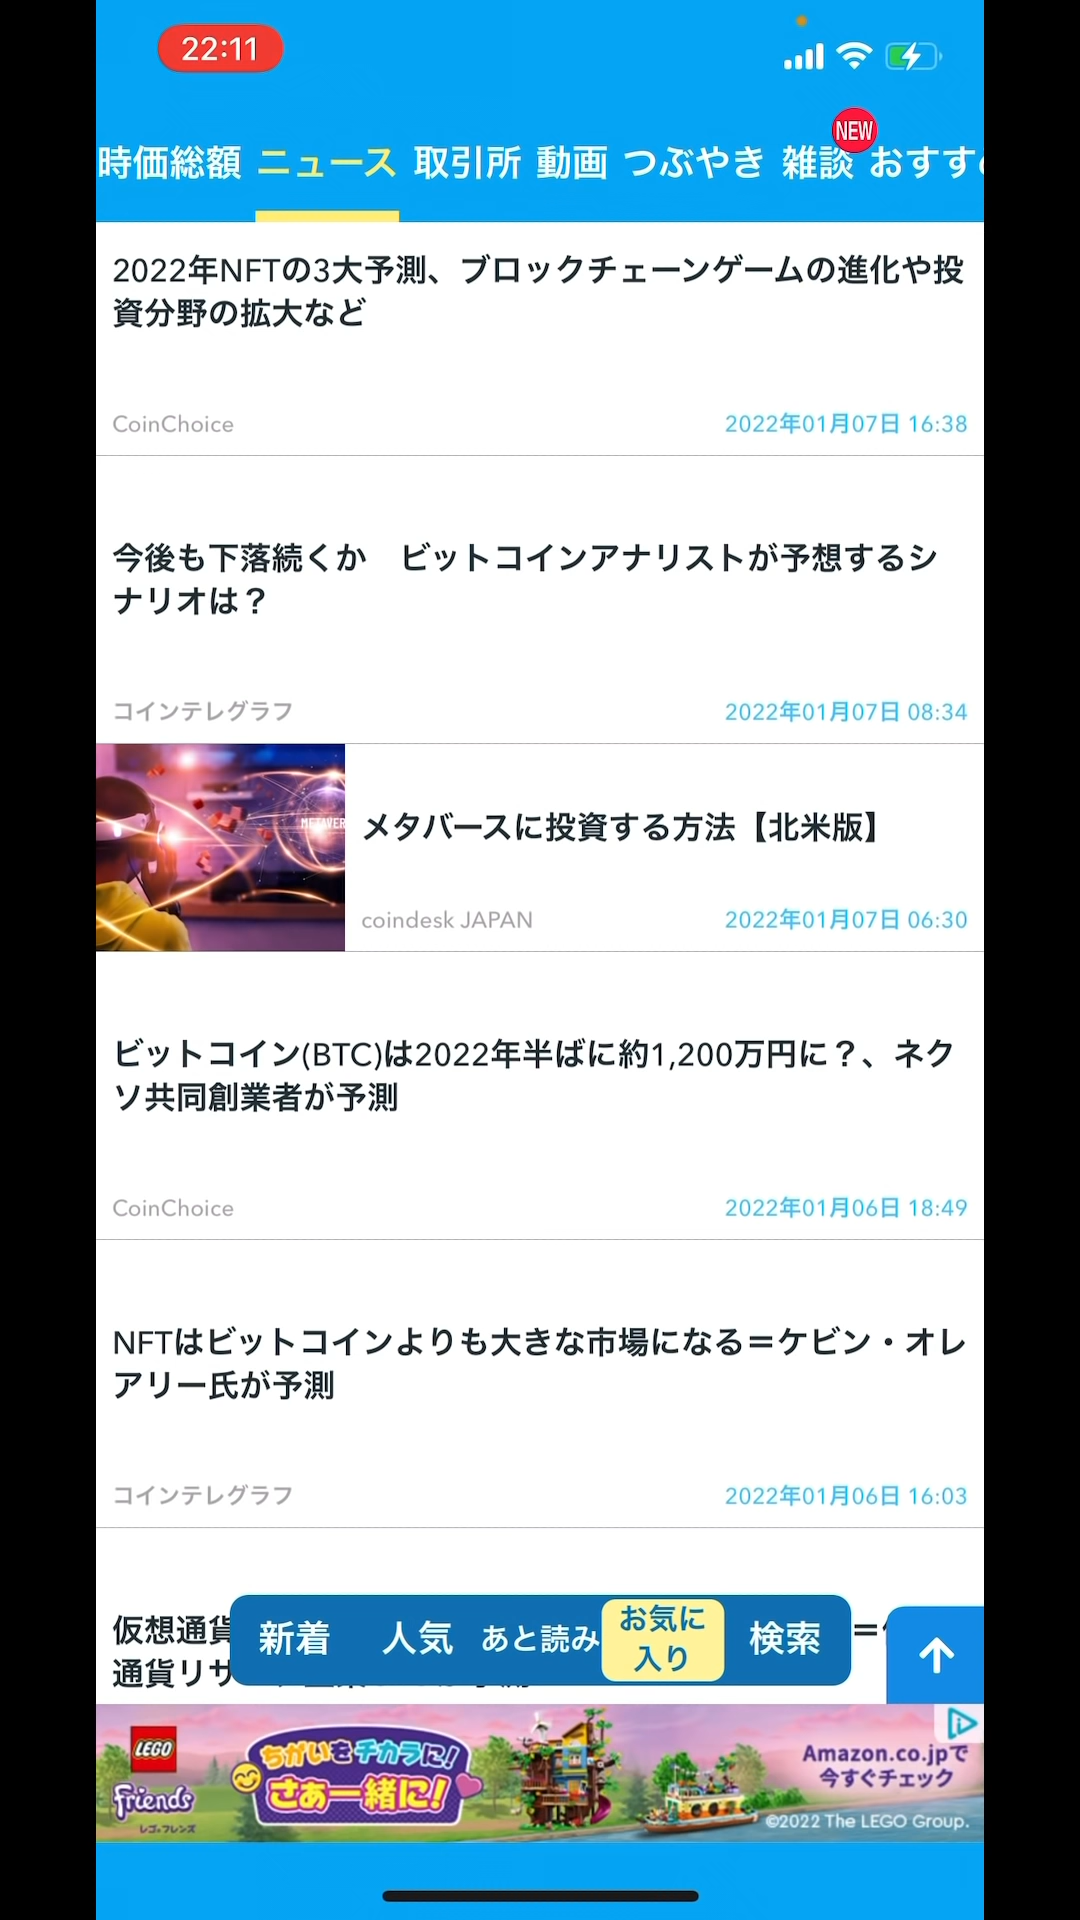 22:11
NEW
時価総額 ニュース 取引所 動画 つぶやき 雑談 おすす
2022年NFTの3大予測、ブロックチェーンゲームの進化や投
資分野の拡大など
CoinChoice 2022年01月07日 16:38
今後も下落続くか　ビットコインアナリストが予想するシ
ナリオは？
コインテレグラフ 2022年01月07日 08:34
メタバースに投資する方法【北米版】
coindesk JAPAN 2022年01月07日 06:30
ビットコイン(BTC)は2022年半ばに約1,200万円に？、ネク
ソ共同創業者が予測
CoinChoice 2022年01月06日 18:49
NFTはビットコインよりも大きな市場になる＝ケビン・オレ
アリー氏が予測
コインテレグラフ 2022年01月06日 16:03
仮想通貨 ＝
通貨リサ
新着 人気 あと読み お気に
入り 検索
LEGO
Friends
レゴ®フレンズ
ちがいをチカラに!
さあ一緒に!
Amazon.co.jpで
今すぐチェック
©2022 The LEGO Group.